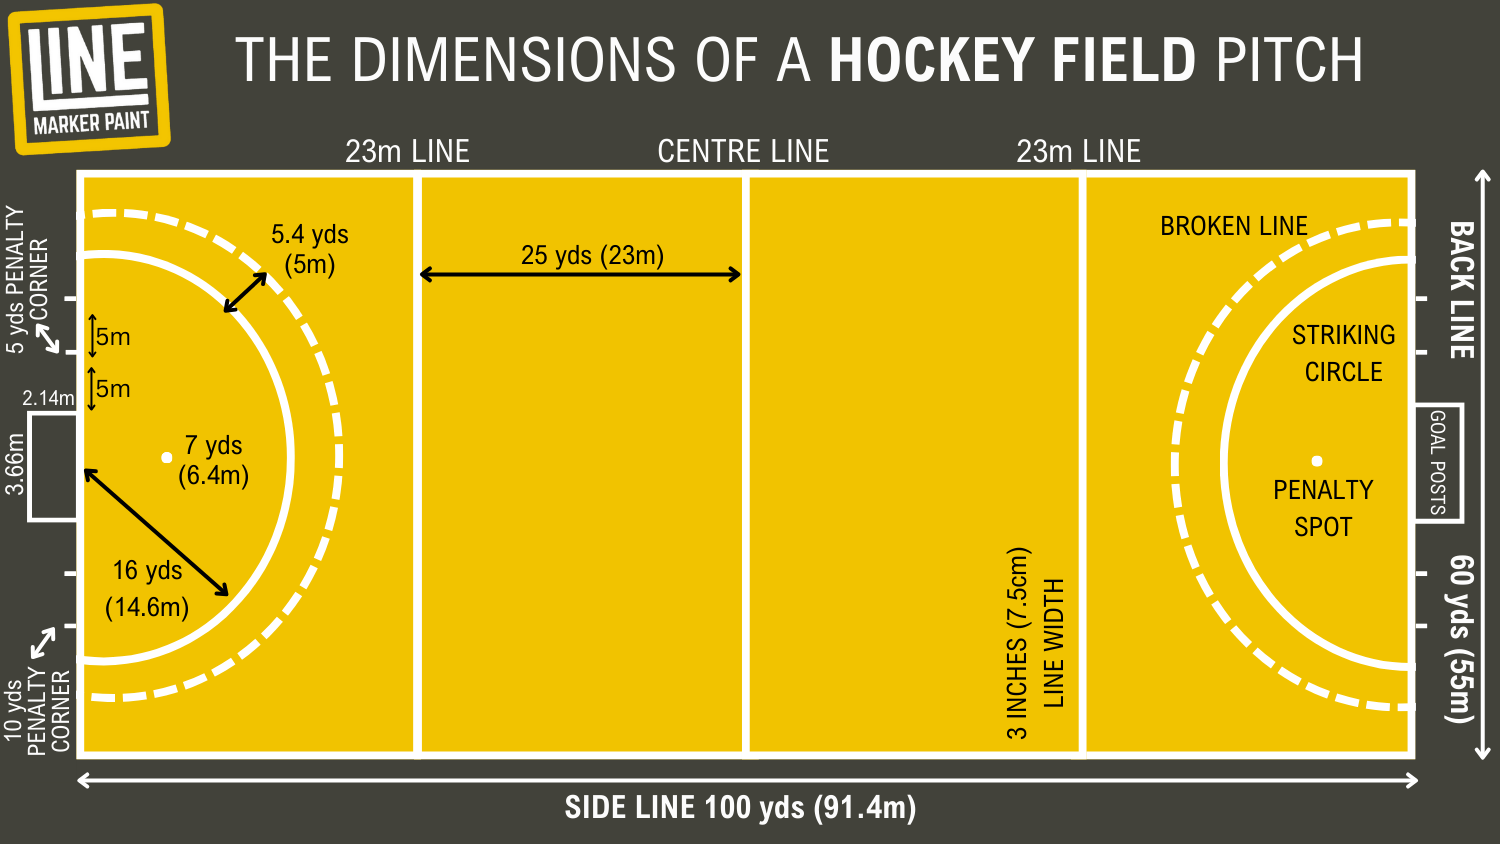 LINE
MARKER PAINT
THE DIMENSIONS OF A HOCKEY FIELD PITCH
23m LINE
CENTRE LINE
23m LINE
5 yds PENALTY
CORNER
5.4 yds
(5m)
25 yds (23m)
BROKEN LINE
BACK LINE
5m
5m
STRIKING
CIRCLE
2.14m
3.66m
7 yds
(6.4m)
GOAL POSTS
PENALTY
SPOT
16 yds
(14.6m)
3 INCHES (7.5cm)
LINE WIDTH
60 yds (55m)
10 yds
PENALTY
CORNER
SIDE LINE 100 yds (91.4m)